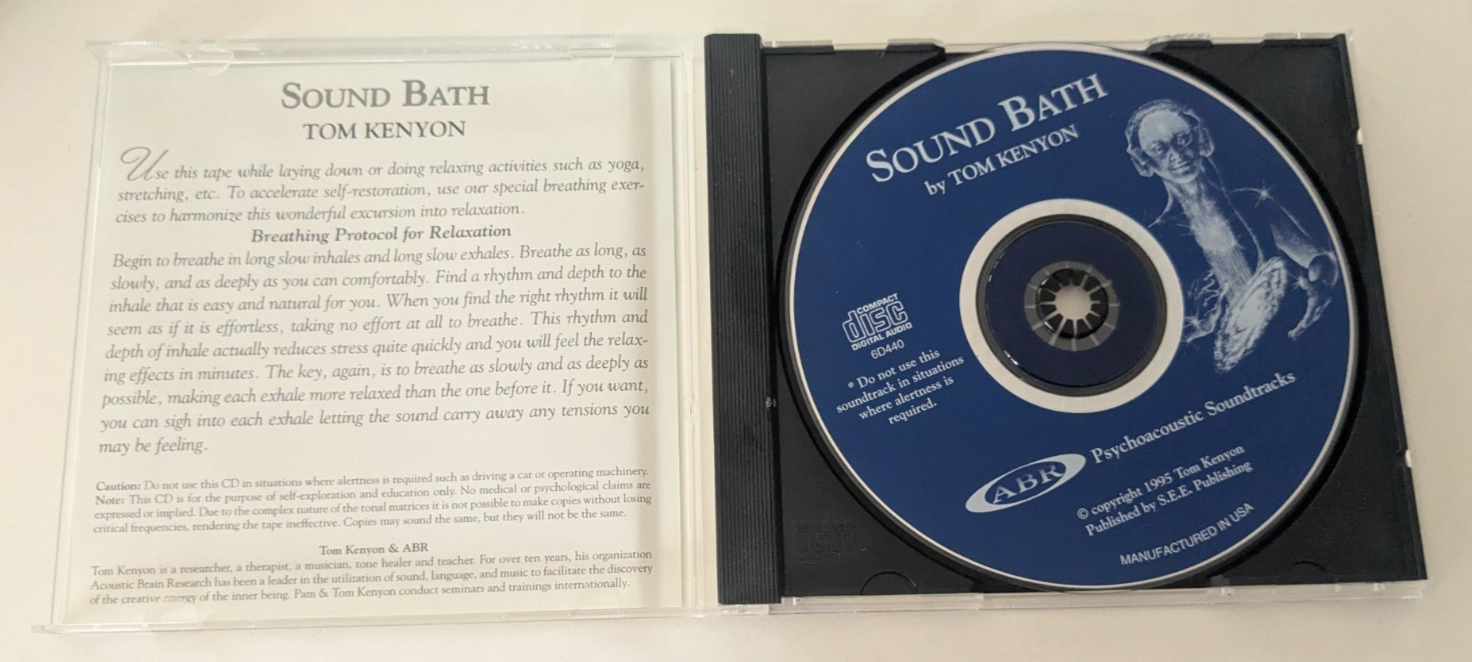 SOUND BATH
TOM KENYON
Use this tape while laying down or doing relaxing activities such as yoga,
stretching, etc. To accelerate self-restoration, use our special breathing exer-
cises to harmonize this wonderful excursion into relaxation.
Breathing Protocol for Relaxation
Begin to breathe in long slow inhales and long slow exhales. Breathe as long, as
slowly, and as deeply as you can comfortably. Find a rhythm and depth to the
inhale that is easy and natural for you. When you find the right rhythm it will
seem as if it is effortless, taking no effort at all to breathe. This rhythm and
depth of inhale actually reduces stress quite quickly and you will feel the relax-
ing effects in minutes. The key, again, is to breathe as slowly and as deeply as
possible, making each exhale more relaxed than the one before it. If you want,
you can sigh into each exhale letting the sound carry away any tensions you
may be feeling.
Caution: Do not use this CD in situations where alertness is required such as driving a car or operating machinery.
Note: This CD is for the purpose of self-exploration and education only. No medical or psychological claims are
expressed or implied. Due to the complex nature of the tonal matrices it is not possible to make copies without losing
critical frequencies, rendering the tape ineffective. Copies may sound the same, but they will not be the same.
Tom Kenyon & ABR
Tom Kenyon is a researcher, a therapist, a musician, tone healer and teacher. For over ten years, his organization
Acoustic Brain Research has been a leader in the utilization of sound, language, and music to facilitate the discovery
of the creative energy of the inner being. Pam & Tom Kenyon conduct seminars and trainings internationally.
SOUND BATH
by TOM KENYON
COMPACT
disc
DIGITAL AUDIO
6D440
* Do not use this
soundtrack in situations
where alertness is
required.
ABR Psychoacoustic Soundtracks
© copyright 1995 Tom Kenyon
Published by S.E.E. Publishing
MANUFACTURED IN USA